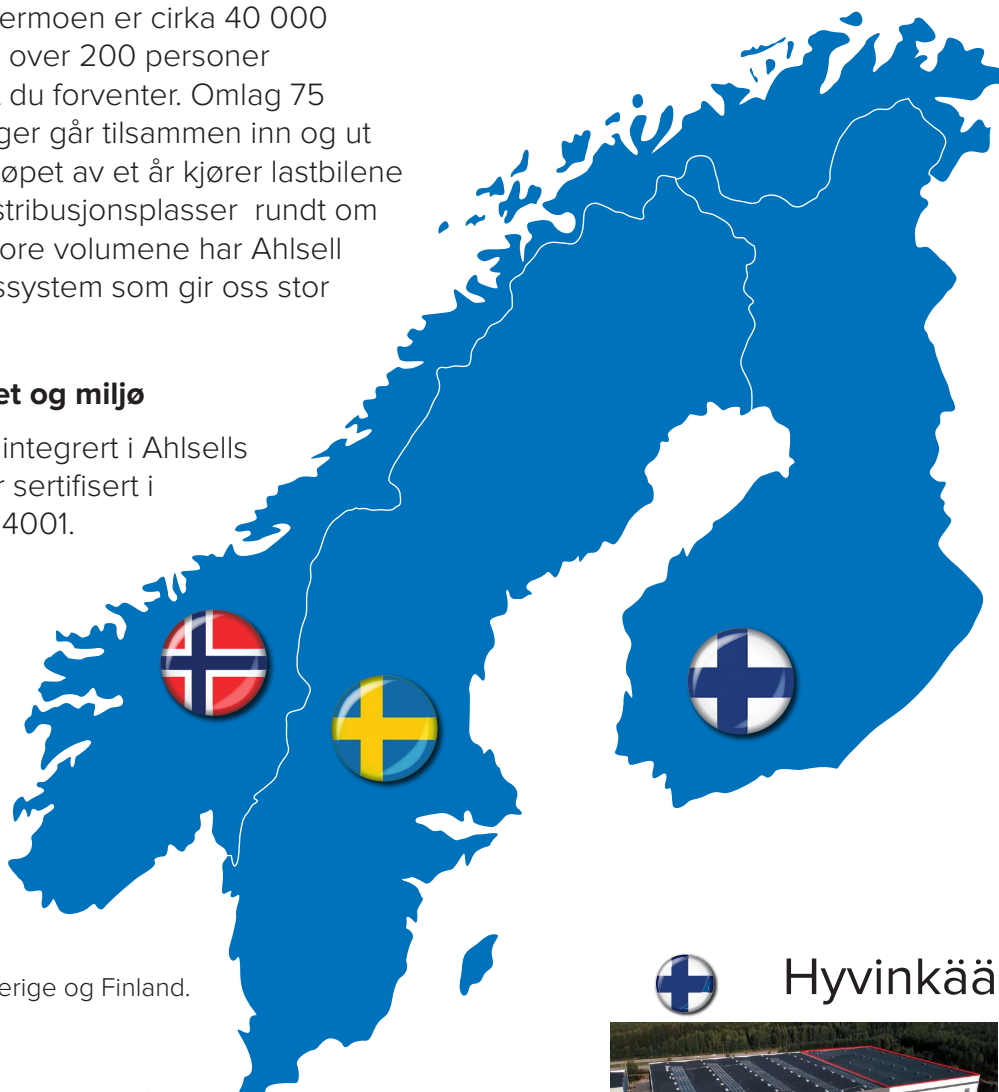 ermoen er cirka 40 000
over 200 personer
du forventer. Omlag 75
ger går tilsammen inn og ut
øpet av et år kjører lastbilene
stribusjonsplasser rundt om
ore volumene har Ahlsell
ssystem som gir oss stor
et og miljø
integrert i Ahlsells
r sertifisert i
4001.
erige og Finland.
Hyvinkää